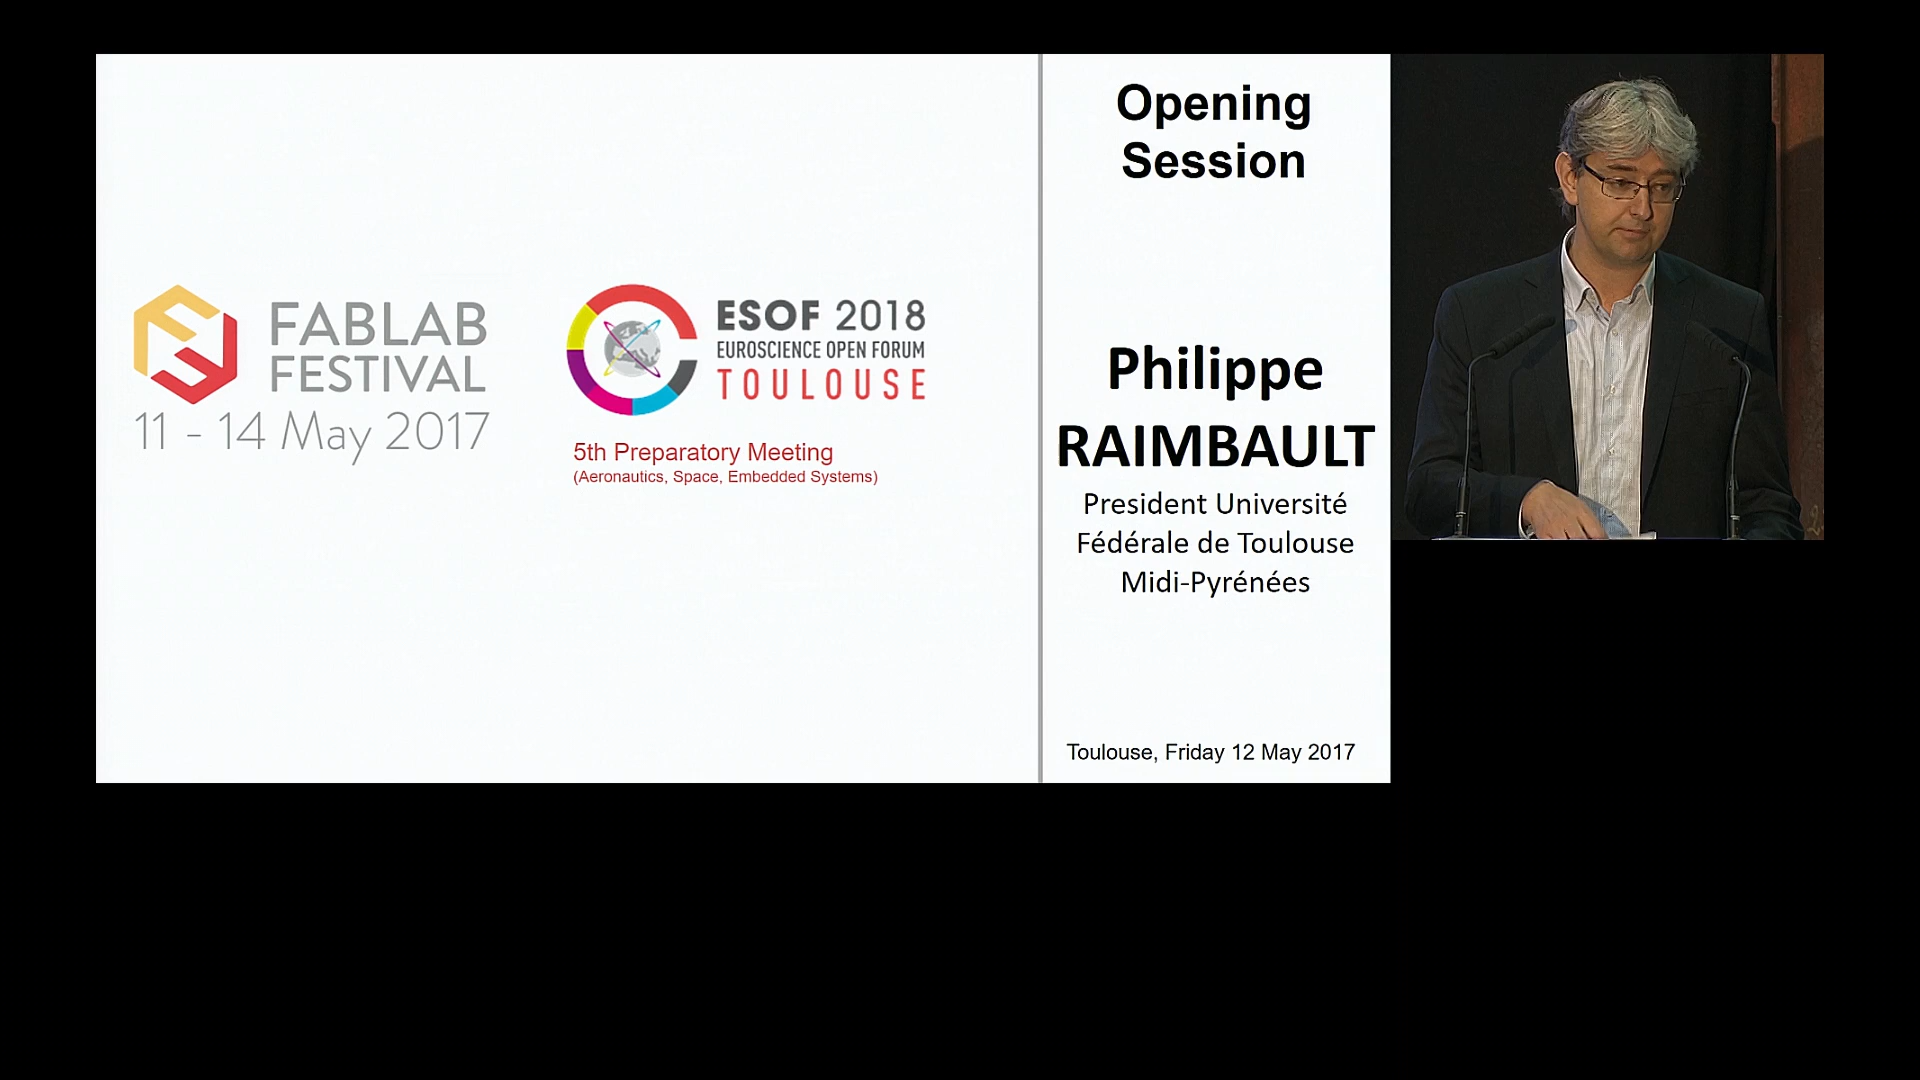 FABLAB
FESTIVAL
11 - 14 May 2017
ESOF 2018
EUROSCIENCE OPEN FORUM
TOULOUSE
5th Preparatory Meeting
(Aeronautics, Space, Embedded Systems)
Opening
Session
Philippe
RAIMBAULT
President Université
Fédérale de Toulouse
Midi-Pyrénées
Toulouse, Friday 12 May 2017